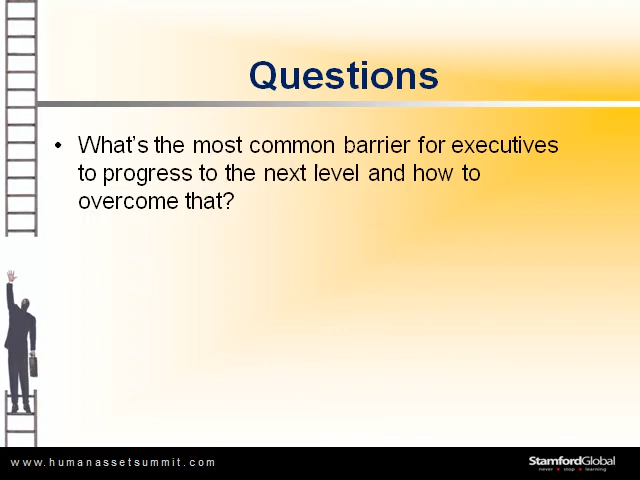 Questions
• What's the most common barrier for executives
to progress to the next level and how to
overcome that?
www.humanassetsummit.com
StamfordGlobal
never • stop • learning